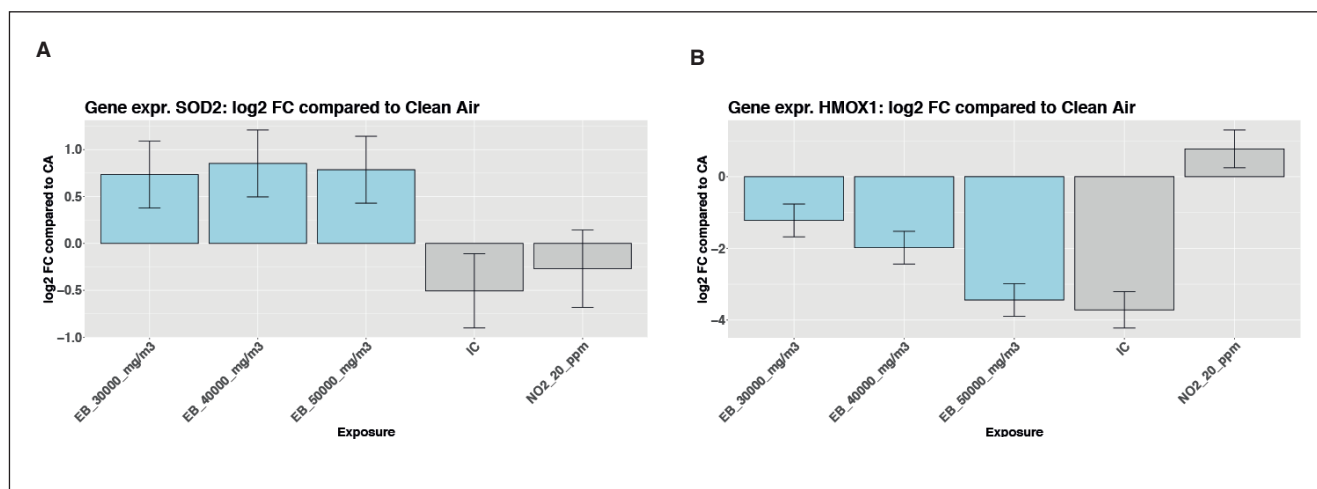 A
Gene expr. SOD2: log2 FC compared to Clean Air
log2 FC compared to CA
1.0
0.5
0.0
−0.5
−1.0
EB_30000_mg/m3
EB_40000_mg/m3
EB_50000_mg/m3
IC
NO2_20_ppm
Exposure
B
Gene expr. HMOX1: log2 FC compared to Clean Air
log2 FC compared to CA
0
−2
−4
EB_30000_mg/m3
EB_40000_mg/m3
EB_50000_mg/m3
IC
NO2_20_ppm
Exposure